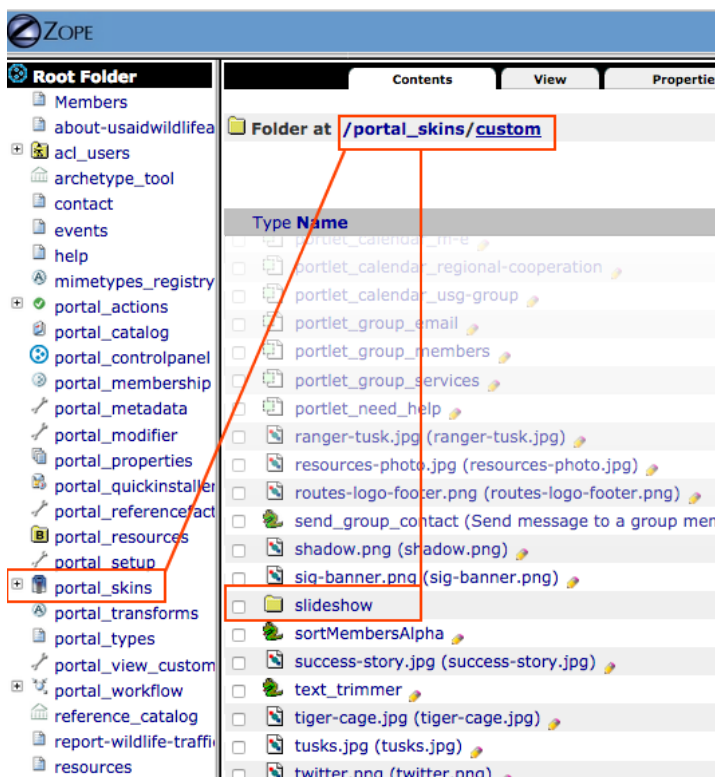 ZOPE
Root Folder
Members
about-usaidwildlifea
acl_users
archetype_tool
contact
events
help
mimetypes_registry
portal_actions
portal_catalog
portal_controlpanel
portal_membership
portal_metadata
portal_modifier
portal_properties
portal_quickinstaller
portal_referencefact
portal_resources
portal_setup
portal_skins
portal_transforms
portal_types
portal_view_custom
portal_workflow
reference_catalog
report-wildlife-traffi
resources
Contents View Propertie
Folder at /portal_skins/custom
Type Name
portlet_calendar_m-e
portlet_calendar_regional-cooperation
portlet_calendar_usg-group
portlet_group_email
portlet_group_members
portlet_group_services
portlet_need_help
ranger-tusk.jpg (ranger-tusk.jpg)
resources-photo.jpg (resources-photo.jpg)
routes-logo-footer.png (routes-logo-footer.png)
send_group_contact (Send message to a group mem
shadow.png (shadow.png)
sig-banner.png (sig-banner.png)
slideshow
sortMembersAlpha
success-story.jpg (success-story.jpg)
text_trimmer
tiger-cage.jpg (tiger-cage.jpg)
tusks.jpg (tusks.jpg)
twitter.png (twitter.png)